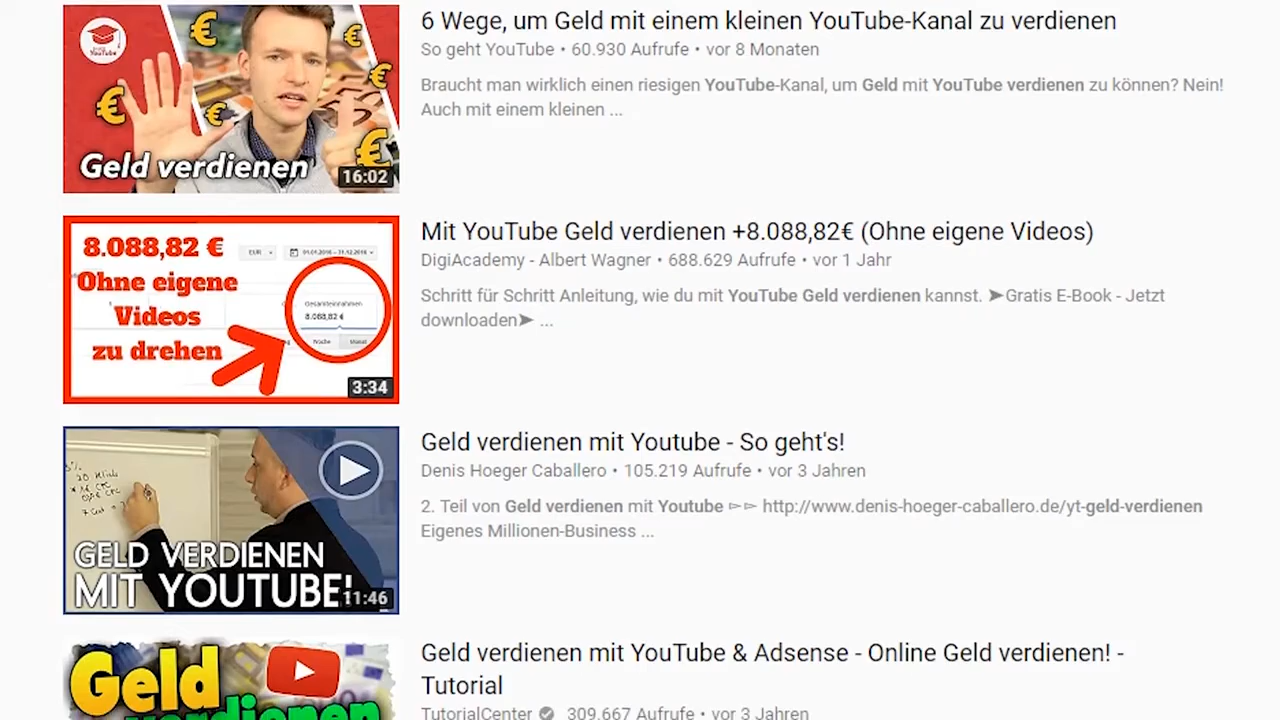 6 Wege, um Geld mit einem kleinen YouTube-Kanal zu verdienen
So geht YouTube • 60.930 Aufrufe • vor 8 Monaten
Braucht man wirklich einen riesigen YouTube-Kanal, um Geld mit YouTube verdienen zu können? Nein!
Auch mit einem kleinen ...
YouTube
Geld verdienen
16:02
Mit YouTube Geld verdienen +8.088,82€ (Ohne eigene Videos)
DigiAcademy - Albert Wagner • 688.629 Aufrufe • vor 1 Jahr
Schritt für Schritt Anleitung, wie du mit YouTube Geld verdienen kannst. ➤Gratis E-Book - Jetzt
downloaden➤ ...
8.088,82 €
Ohne eigene
Videos
zu drehen
EUR
Gesamteinnahmen
8.088,82 €
Woche
Monat
3:34
Geld verdienen mit Youtube - So geht's!
Denis Hoeger Caballero • 105.219 Aufrufe • vor 3 Jahren
2. Teil von Geld verdienen mit Youtube ▻▻ http://www.denis-hoeger-caballero.de/yt-geld-verdienen
Eigenes Millionen-Business ...
GELD VERDIENEN
MIT YOUTUBE!
11:46
Geld verdienen mit YouTube & Adsense - Online Geld verdienen! -
Tutorial
TutorialCenter 309.667 Aufrufe • vor 3 Jahren
Geld
verdienen